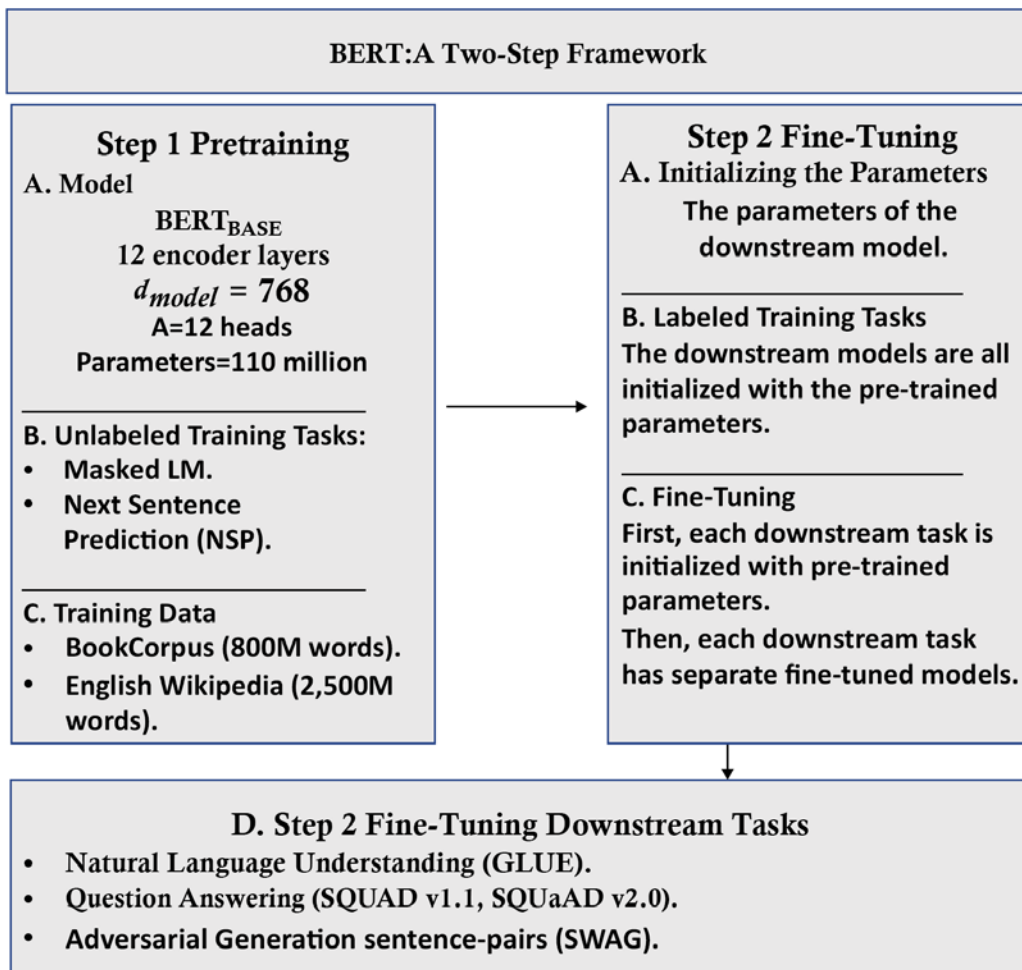 BERT:A Two-Step Framework
Step 1 Pretraining
A. Model
BERTBASE
12 encoder layers
dmodel = 768
A=12 heads
Parameters=110 million
B. Unlabeled Training Tasks:
• Masked LM.
• Next Sentence
Prediction (NSP).
C. Training Data
• BookCorpus (800M words).
• English Wikipedia (2,500M
words).
Step 2 Fine-Tuning
A. Initializing the Parameters
The parameters of the
downstream model.
B. Labeled Training Tasks
The downstream models are all
initialized with the pre-trained
parameters.
C. Fine-Tuning
First, each downstream task is
initialized with pre-trained
parameters.
Then, each downstream task
has separate fine-tuned models.
D. Step 2 Fine-Tuning Downstream Tasks
• Natural Language Understanding (GLUE).
• Question Answering (SQUAD v1.1, SQUaAD v2.0).
• Adversarial Generation sentence-pairs (SWAG).